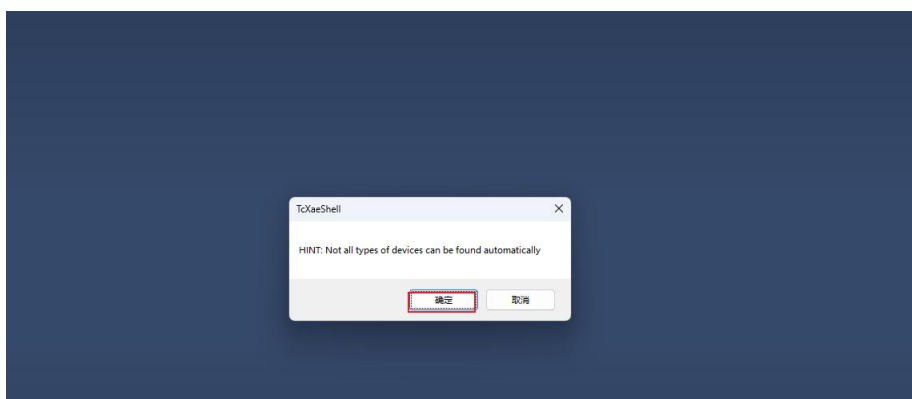 TcXaeShell
HINT: Not all types of devices can be found automatically
确定
取消